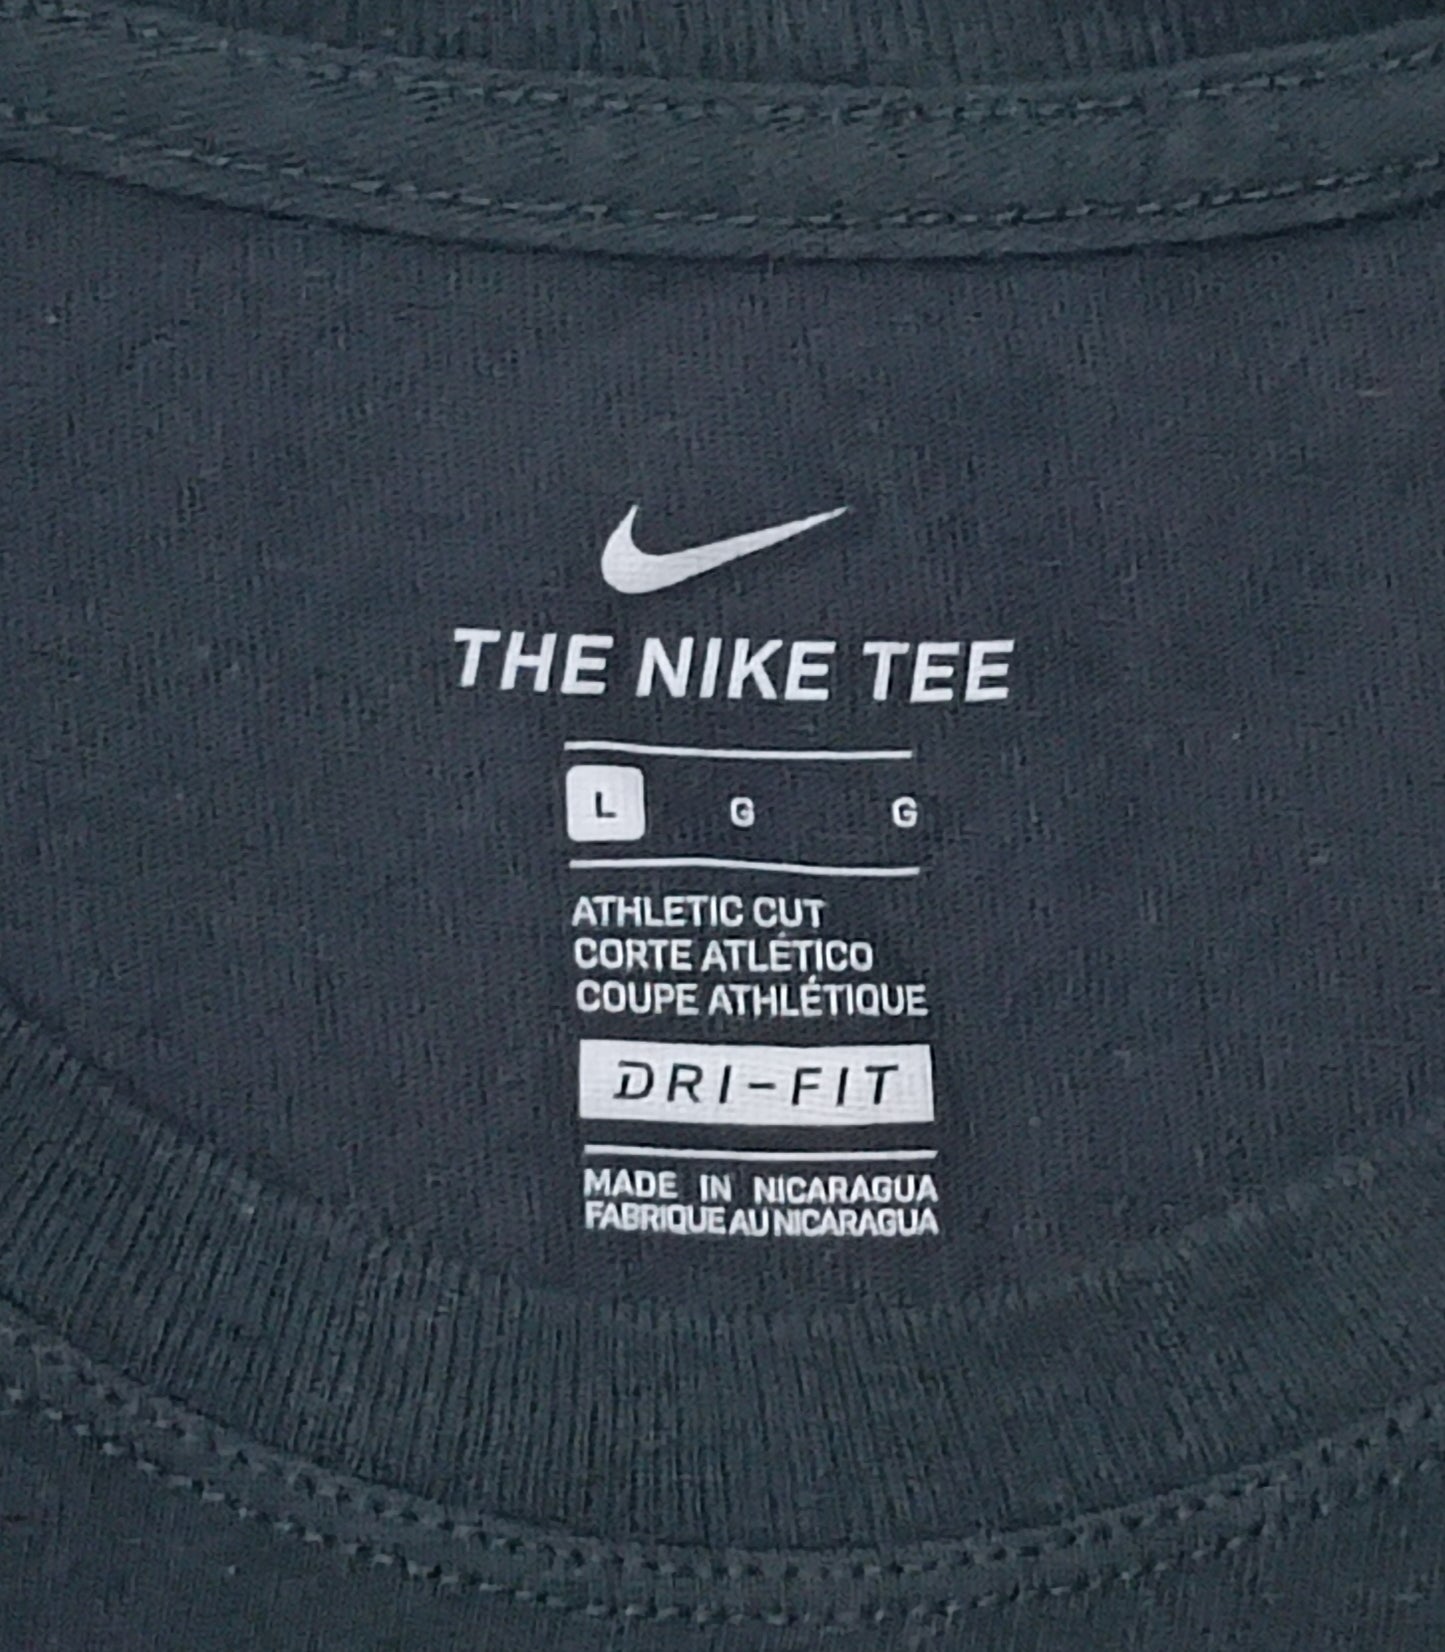 THE NIKE TEE
L G G
ATHLETIC CUT
CORTE ATLÉTICO
COUPE ATHLÉTIQUE
DRI-FIT
MADE IN NICARAGUA
FABRIQUE AU NICARAGUA